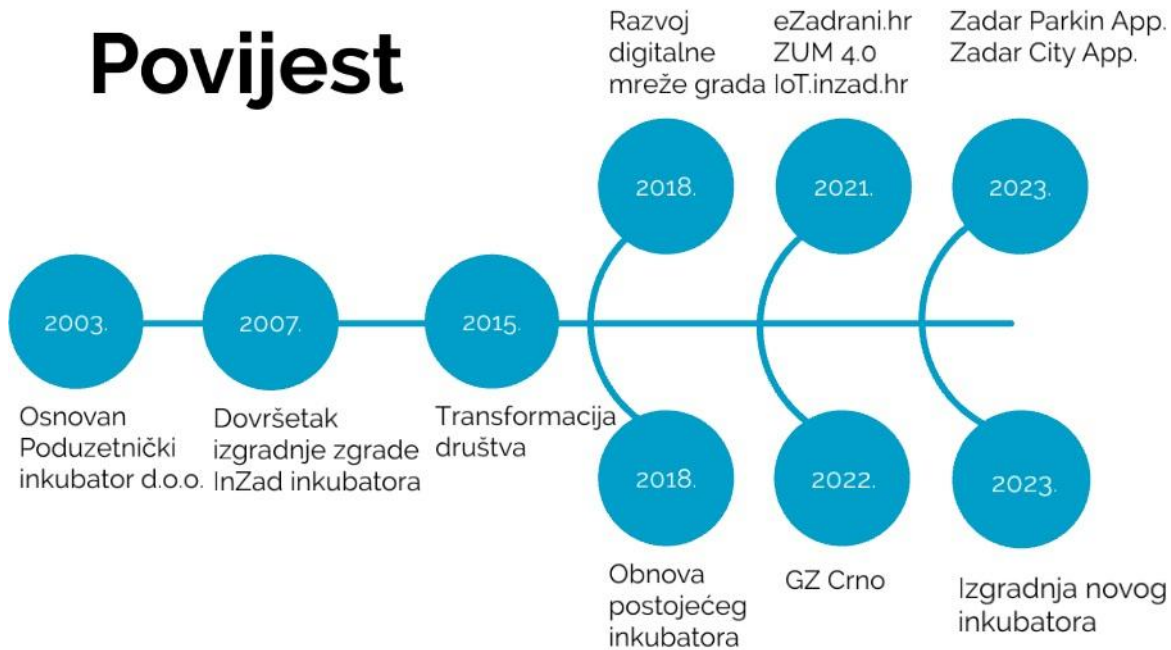 Povijest
Razvoj
digitalne
mreže grada
2018.
eZadrani.hr
ZUM 4.0
IoT.inzad.hr
2021.
Zadar Parkin App.
Zadar City App.
2023.
2003.
Osnovan
Poduzetnički
inkubator d.o.o.
2007.
Dovršetak
izgradnje zgrade
InZad inkubatora
2015.
Transformacija
društva
2018.
Obnova
postojećeg
inkubatora
2022.
GZ Crno
2023.
Izgradnja novog
inkubatora